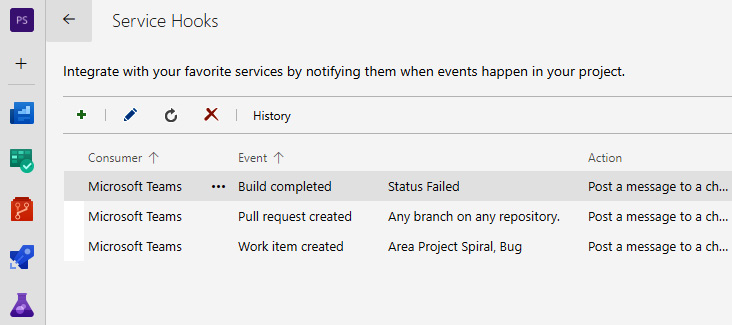 PS
Service Hooks
Integrate with your favorite services by notifying them when events happen in your project.
History
Consumer Event Action
Microsoft Teams Build completed Status Failed Post a message to a ch...
Microsoft Teams Pull request created Any branch on any repository. Post a message to a ch...
Microsoft Teams Work item created Area Project Spiral, Bug Post a message to a ch...